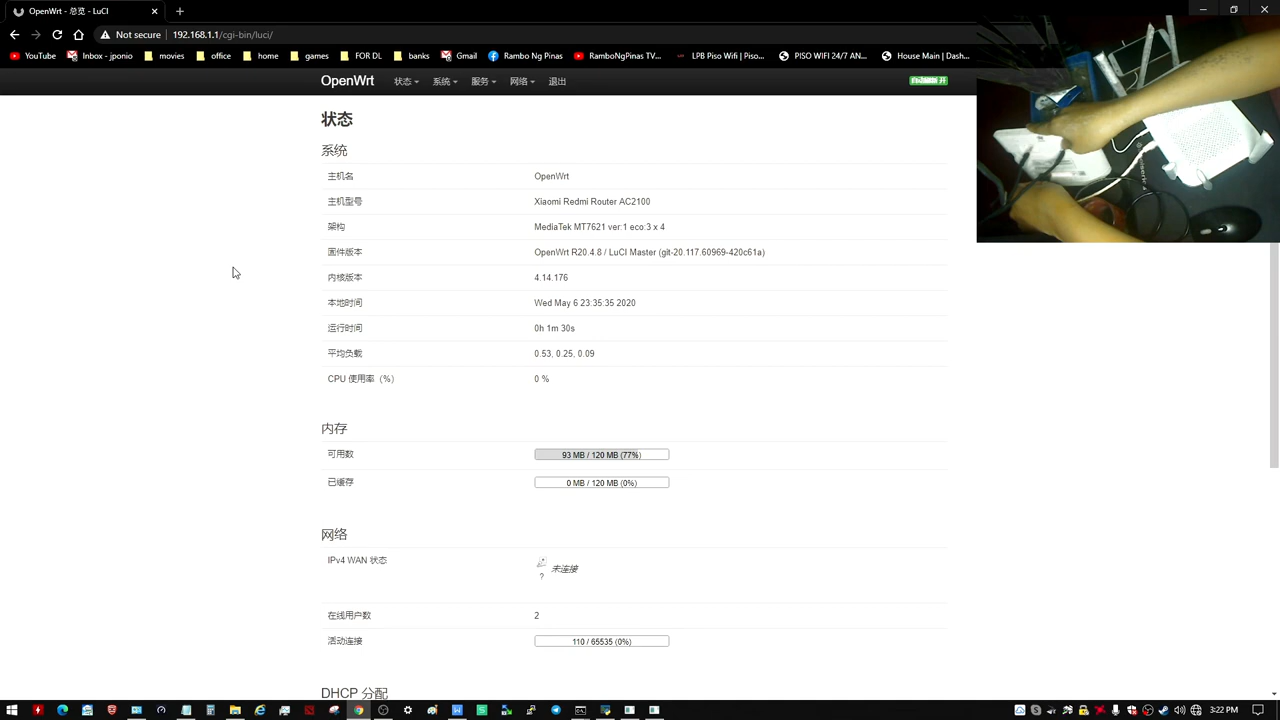 OpenWrt - 总览 - LuCI
Not secure 192.168.1.1/cgi-bin/luci/
YouTube Inbox - jponio movies office home games FOR DL banks Gmail Rambo Ng Pinas RamboNgPinas TV... LPB Piso Wifi | Piso... PISO WIFI 24/7 AN... House Main | Dash...
OpenWrt 状态 系统 服务 网络 退出
状态
系统
主机名 OpenWrt
主机型号 Xiaomi Redmi Router AC2100
架构 MediaTek MT7621 ver:1 eco:3 x 4
固件版本 OpenWrt R20.4.8 / LuCI Master (git-20.117.60969-420c61a)
内核版本 4.14.176
本地时间 Wed May 6 23:35:35 2020
运行时间 0h 1m 30s
平均负载 0.53, 0.25, 0.09
CPU 使用率（%） 0 %
内存
可用数 93 MB / 120 MB (77%)
已缓存 0 MB / 120 MB (0%)
网络
IPv4 WAN 状态 ? 未连接
在线用户数 2
活动连接 110 / 65535 (0%)
DHCP 分配
3:22 PM